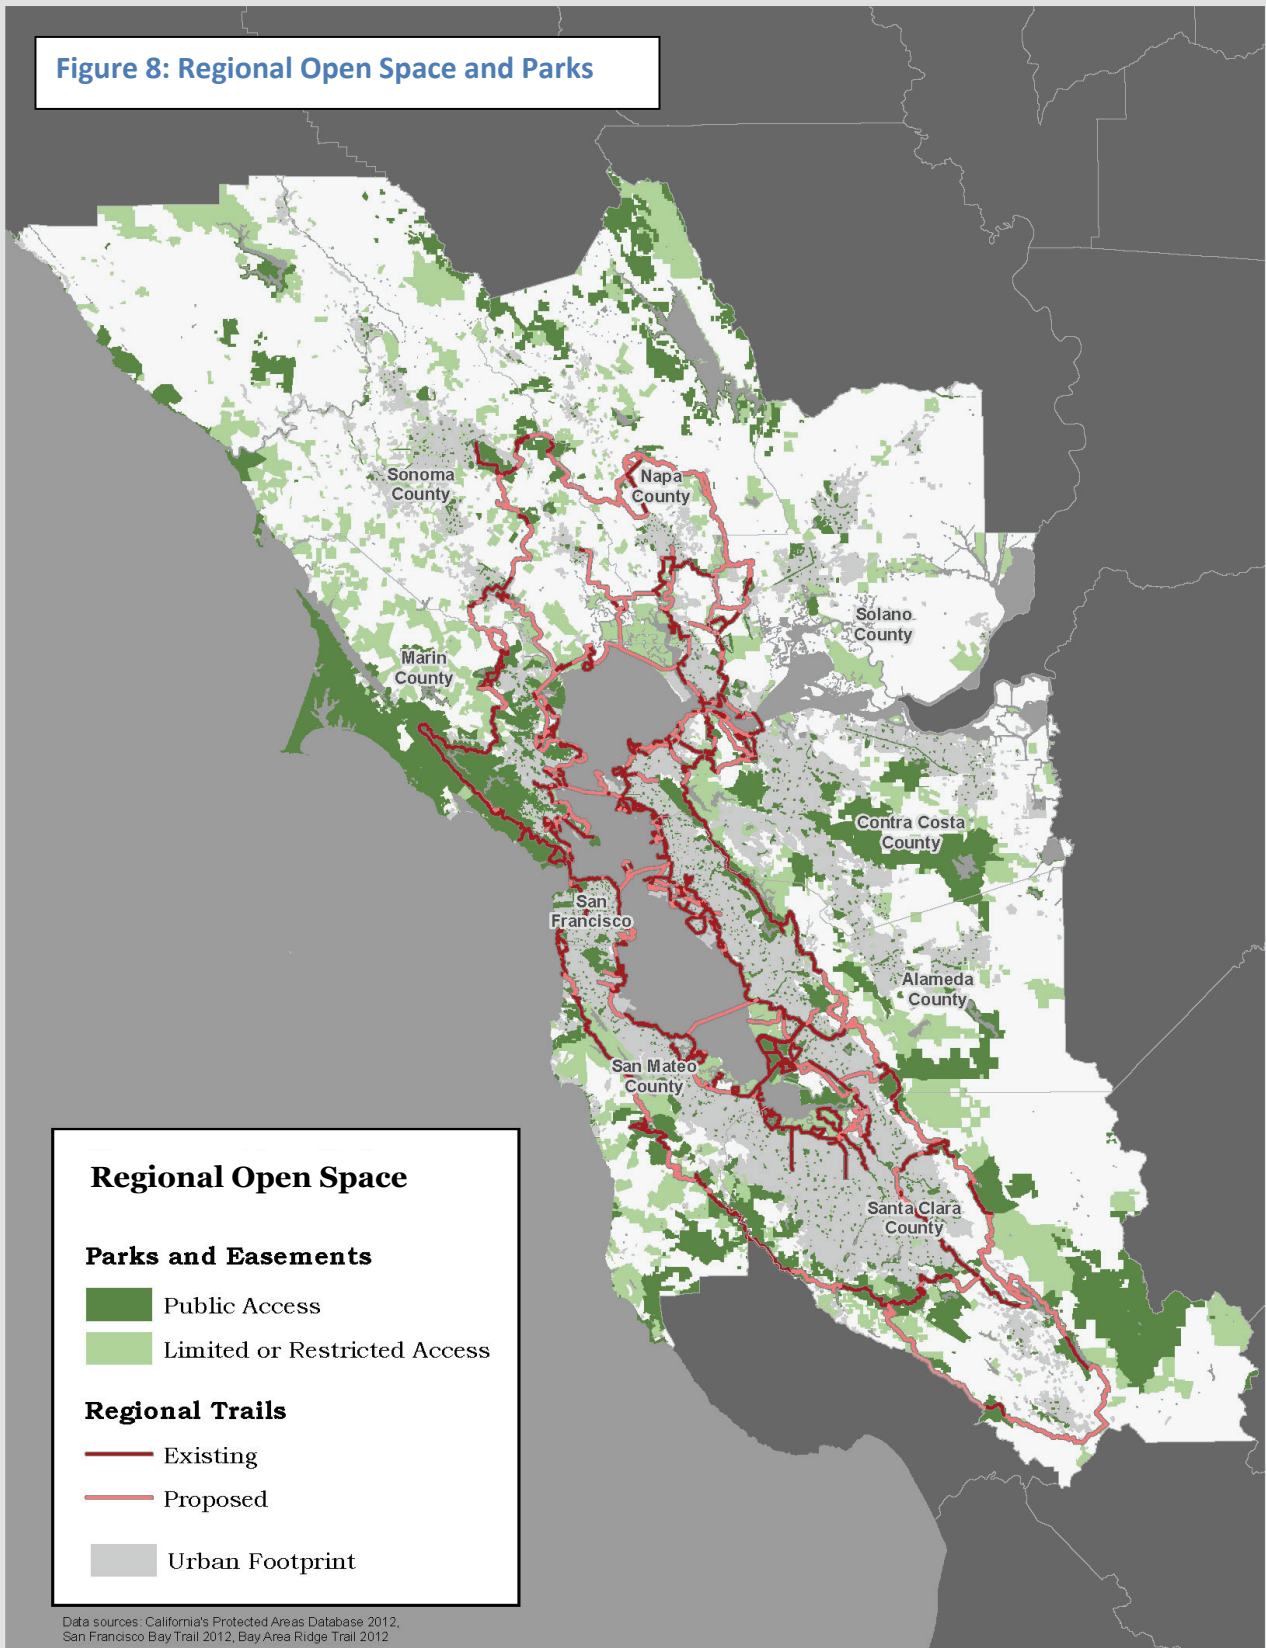 Figure 8: Regional Open Space and Parks
Sonoma
County
Napa
County
Solano
County
Marin
County
Contra Costa
County
San
Francisco
Alameda
County
San Mateo
County
Santa Clara
County
Regional Open Space
Parks and Easements
Public Access
Limited or Restricted Access
Regional Trails
Existing
Proposed
Urban Footprint
Data sources: California's Protected Areas Database 2012,
San Francisco Bay Trail 2012, Bay Area Ridge Trail 2012